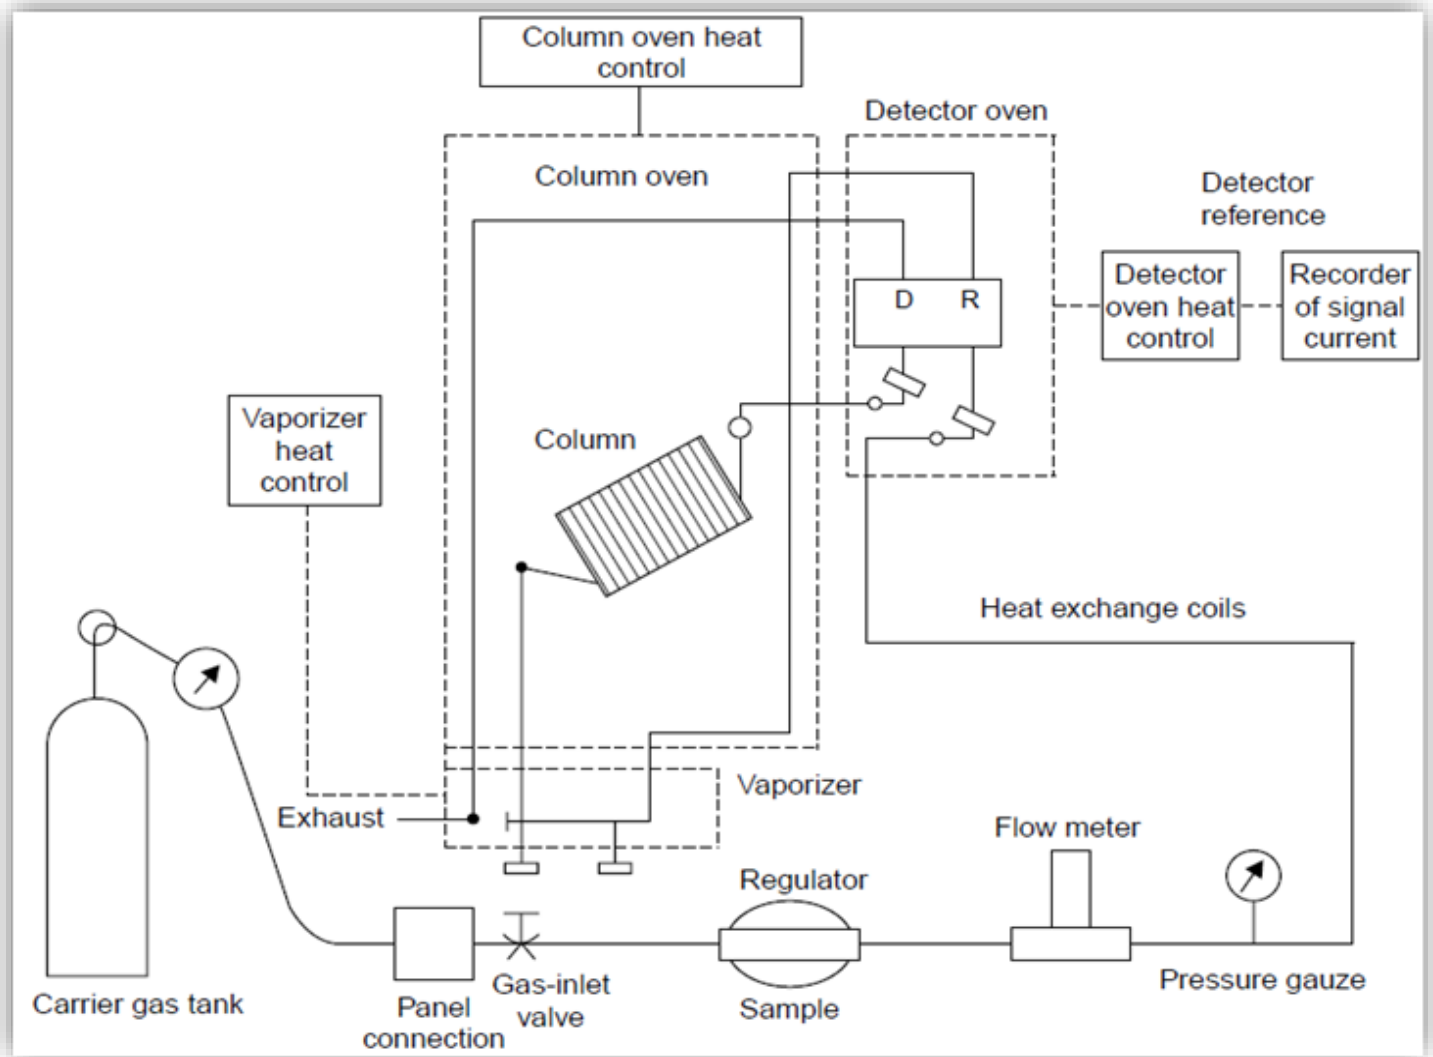 Column oven heat
control
Detector oven
Column oven
Detector
reference
D R
Detector
oven heat
control
Recorder
of signal
current
Vaporizer
heat
control
Column
Heat exchange coils
Vaporizer
Exhaust
Flow meter
Regulator
Carrier gas tank
Panel
connection
Gas-inlet
valve
Sample
Pressure gauze